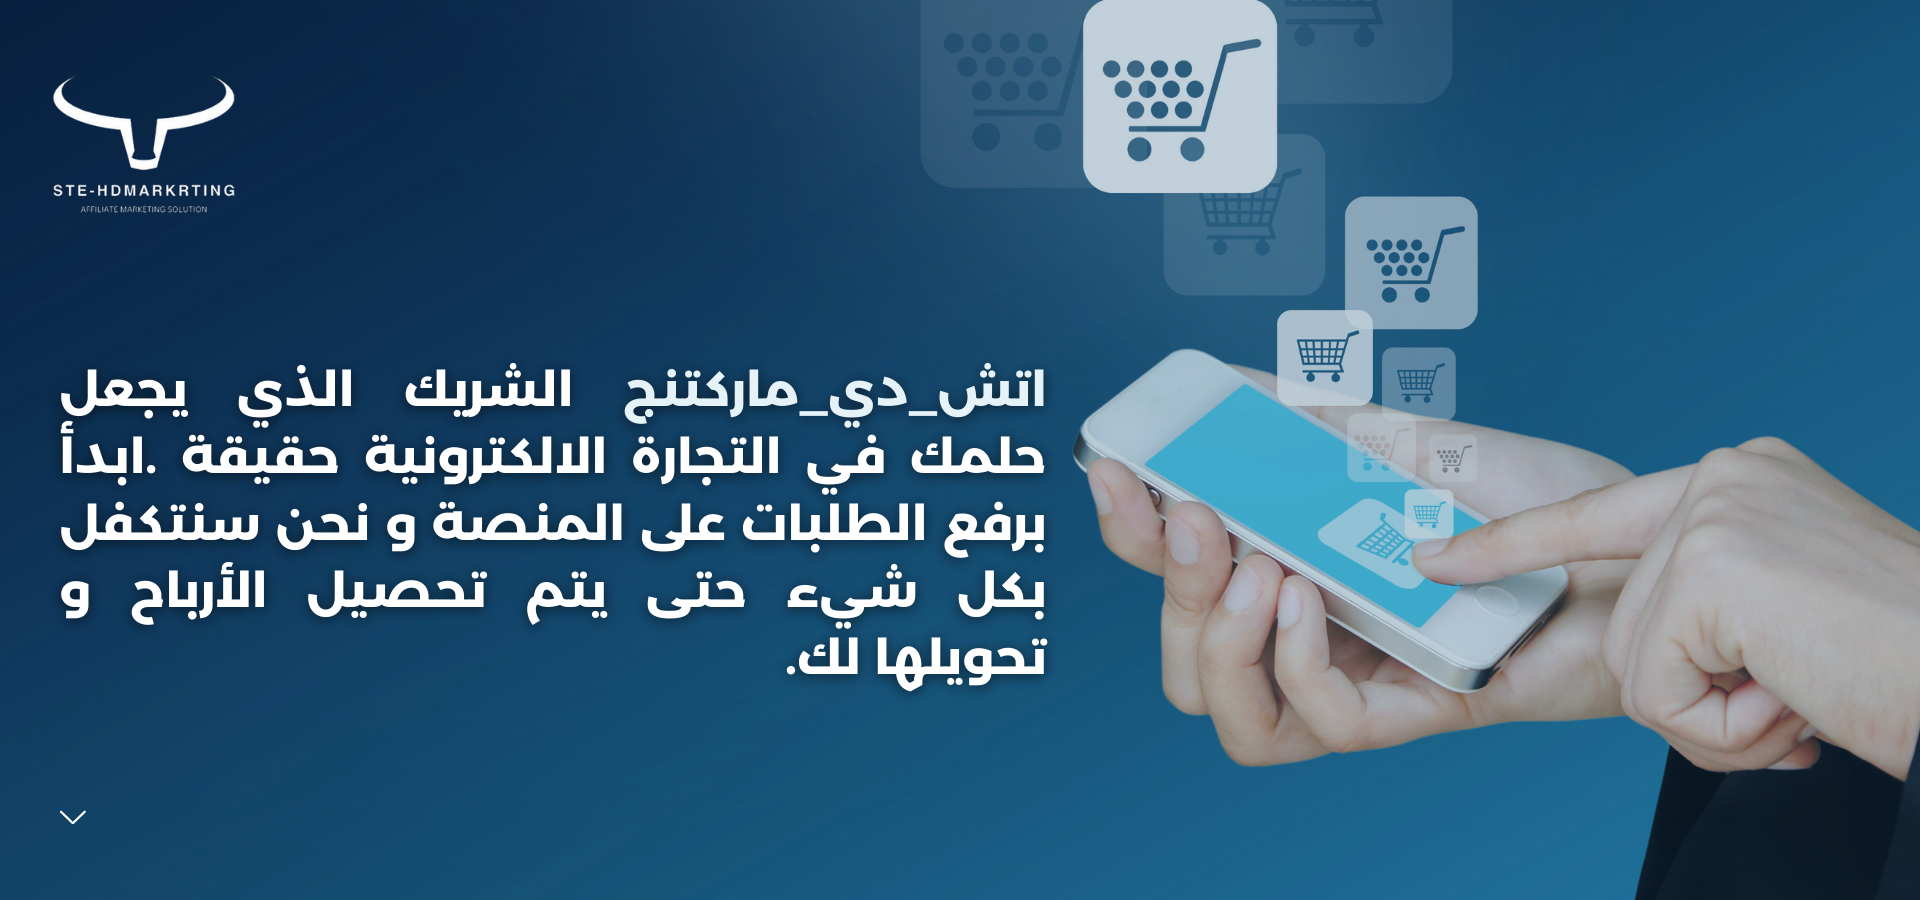 STE-HDMARKRTING
AFFILIATE MARKETING SOLUTION
اتش_دي_ماركتنج الشريك الذي يجعل
حلمك في التجارة الالكترونية حقيقة .ابدأ
برفع الطلبات على المنصة و نحن سنتكفل
بكل شيء حتى يتم تحصيل الأرباح و
تحويلها لك.